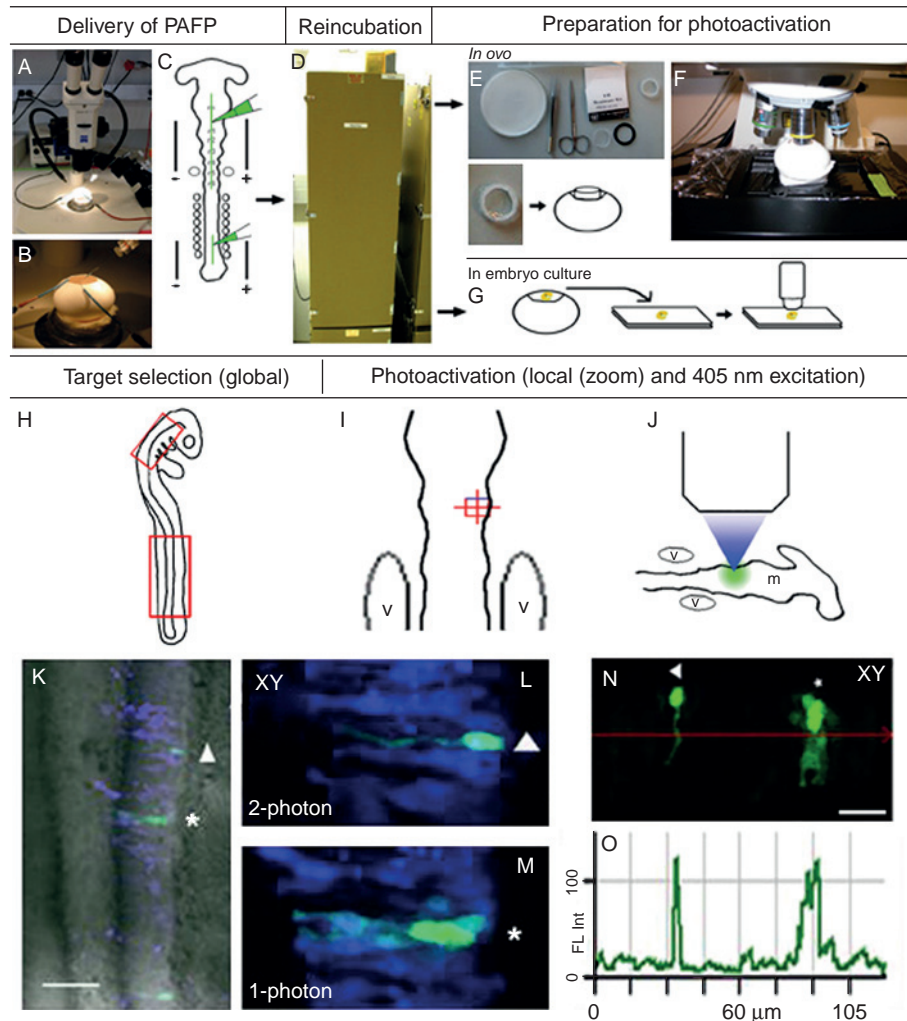 Delivery of PAFP
Reincubation
Preparation for photoactivation
A
B
C
- +
- +
D
In ovo
E
F
In embryo culture
G
Target selection (global)
Photoactivation (local (zoom) and 405 nm excitation)
H
I
v v
J
v
v
m
K
*
XY L
2-photon
M
*
1-photon
N XY
*
O
FL Int
100
0
0 60 μm 105